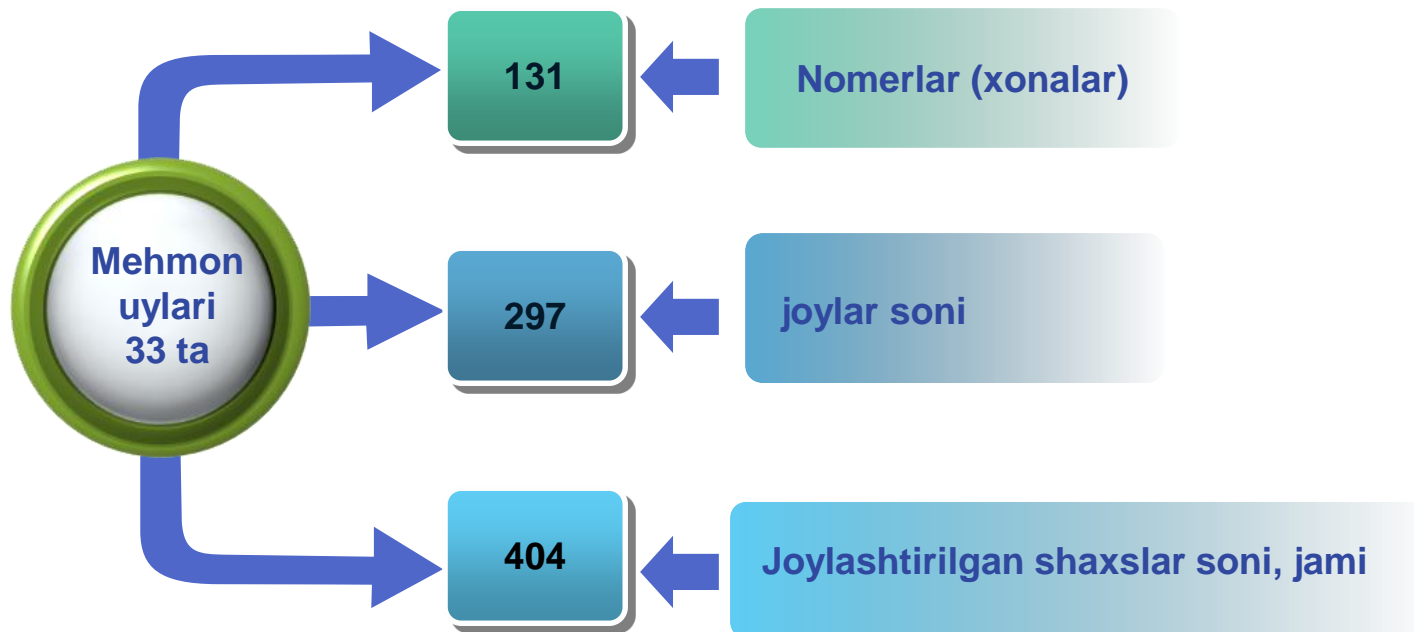 131
Nomerlar (xonalar)
Mehmon
uylari
33 ta
297
joylar soni
404
Joylashtirilgan shaxslar soni, jami